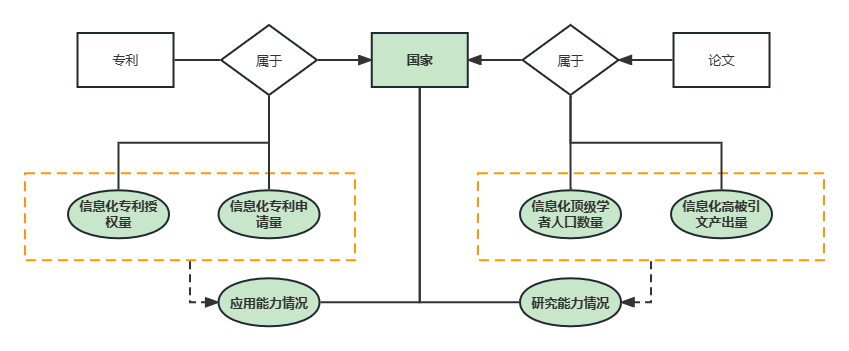 专利
属于
国家
属于
论文
信息化专利授
权量
信息化专利申
请量
信息化顶级学
者人口数量
信息化高被引
文产出量
应用能力情况
研究能力情况